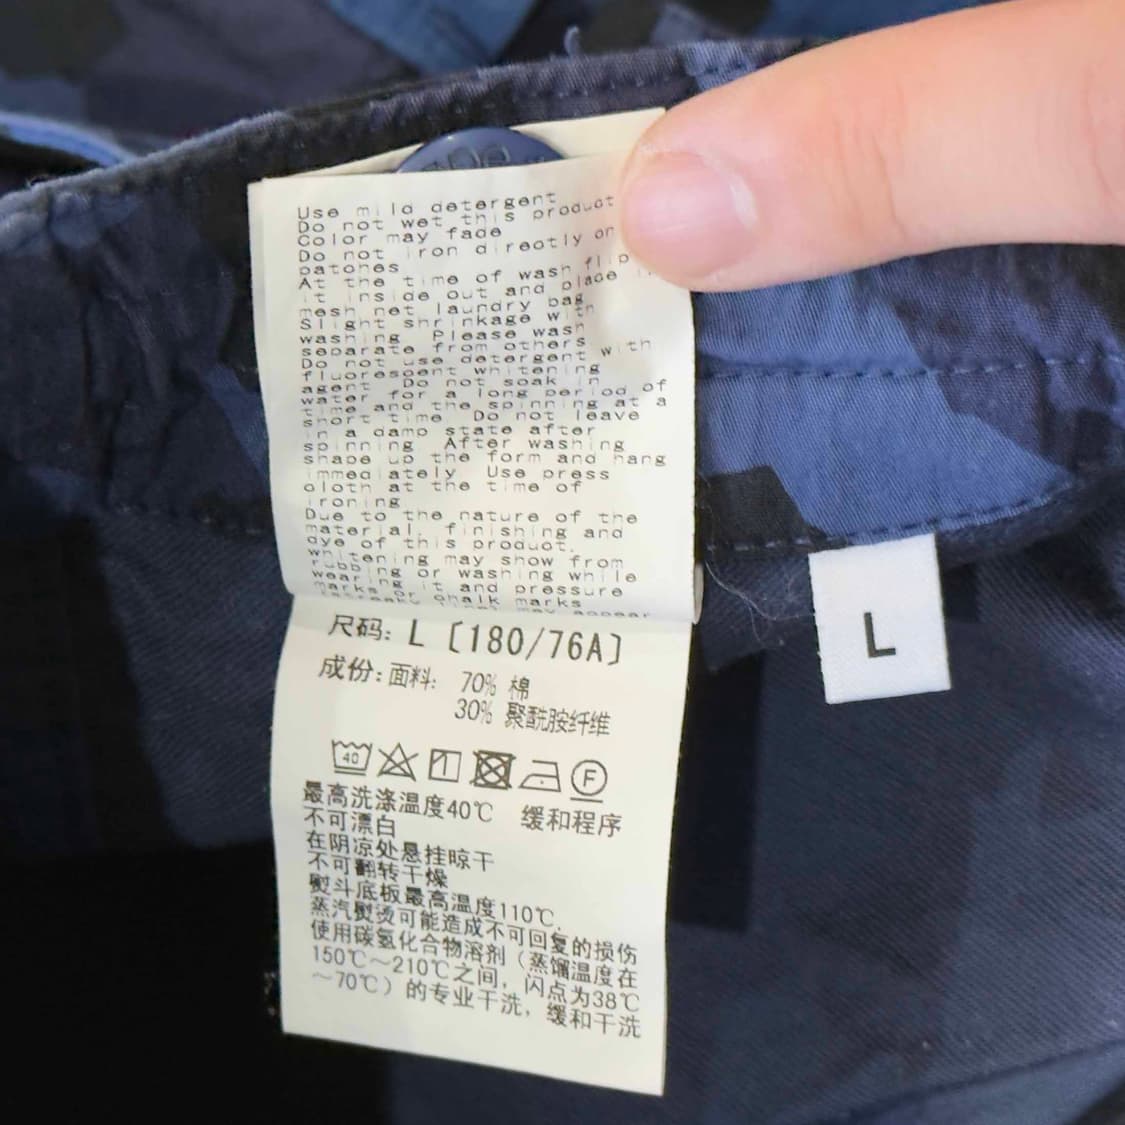 Use mild detergent
Do not wet this product
Color may fade
Do not iron directly on
patches
At the time of wash flip
it inside out and place
mesh net laundry bag
Slight shrinkage with
washing Please wash
separate from others with
Do not use detergent with
fluorescent whitening
agent Do not soak in
water for a long period of
time and the spinning at a
short time Do not leave
in a damp state after
spinning After washing
shape up the form and hang
immediately Use press
cloth at the time of
ironing
Due to the nature of the
material, finishing and
dye of this product,
whitening may show from
rubbing or washing while
wearing it and pressure
marks or chalk marks
may appear
尺码: L [180/76A]
成份: 面料: 70% 棉
30% 聚酰胺纤维
40
F
最高洗涤温度40℃ 缓和程序
不可漂白
在阴凉处悬挂晾干
不可翻转干燥
熨斗底板最高温度110℃.
蒸汽熨烫可能造成不可回复的损伤
使用碳氢化合物溶剂（蒸馏温度在
150℃～210℃之间, 闪点为38℃
～70℃）的专业干洗, 缓和干洗
L